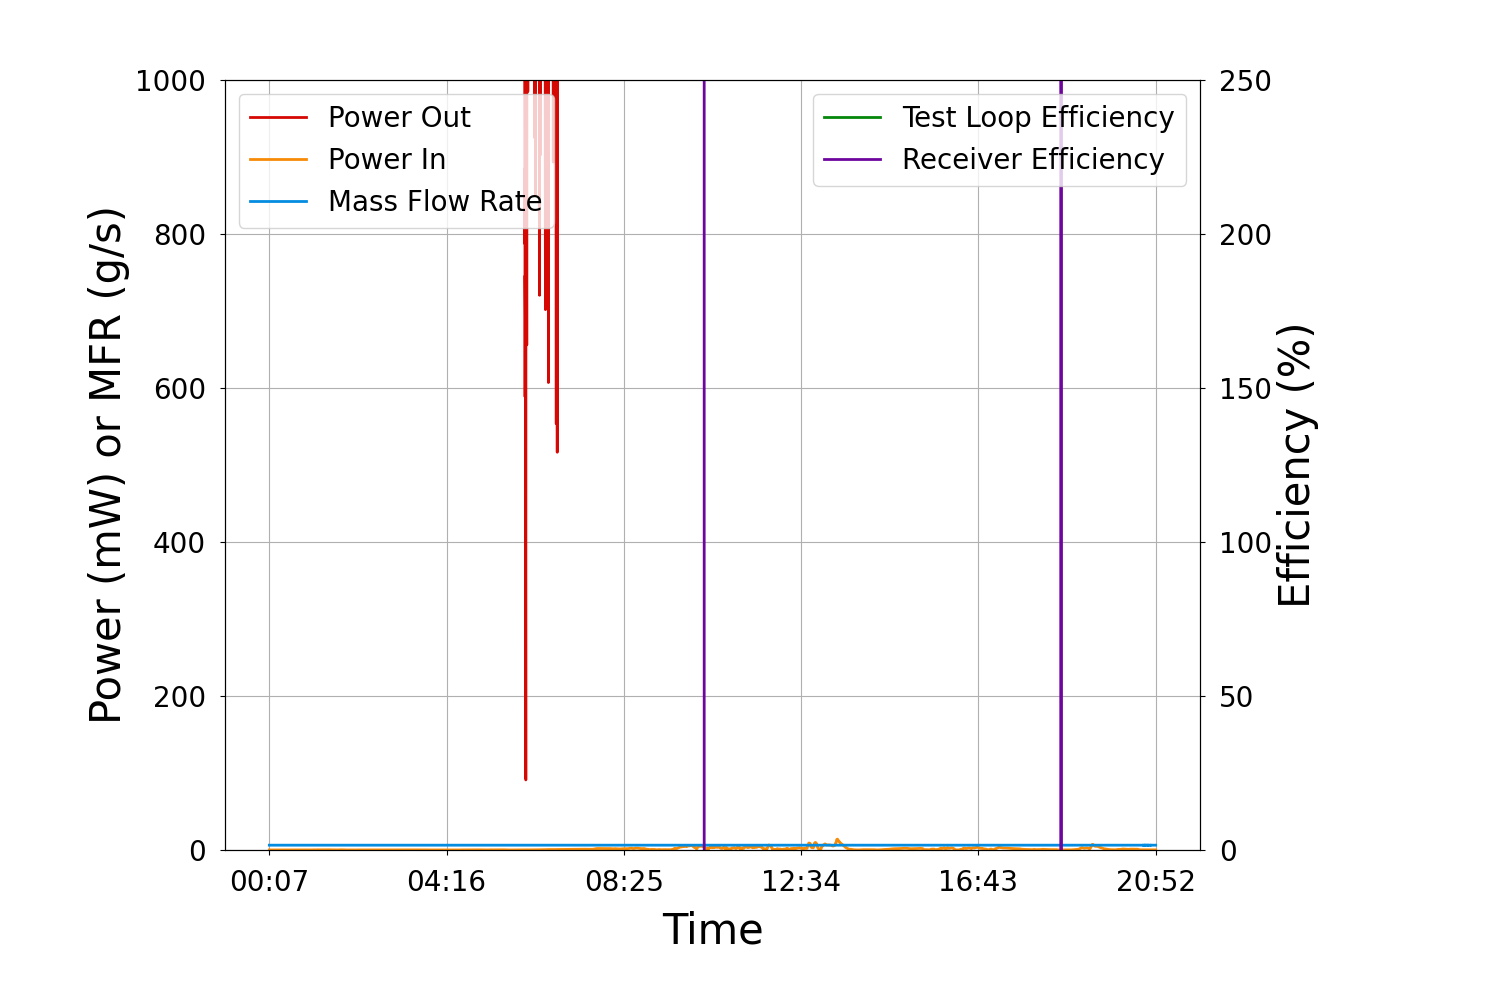 1000
800
600
400
200
0
Power (mW) or MFR (g/s)
Power Out
Power In
Mass Flow Rate
Test Loop Efficiency
Receiver Efficiency
250
200
150
100
50
0
Efficiency (%)
00:07 04:16 08:25 12:34 16:43 20:52
Time